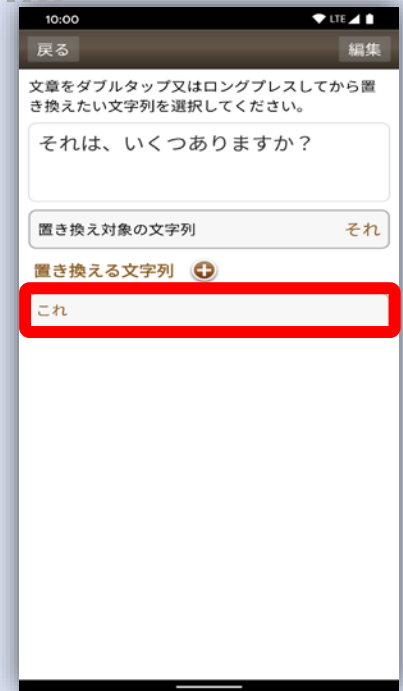 10:00 LTE
戻る 編集
文章をダブルタップ又はロングプレスしてから置
き換えたい文字列を選択してください。
それは、いくつありますか？
置き換え対象の文字列 それ
置き換える文字列
これ